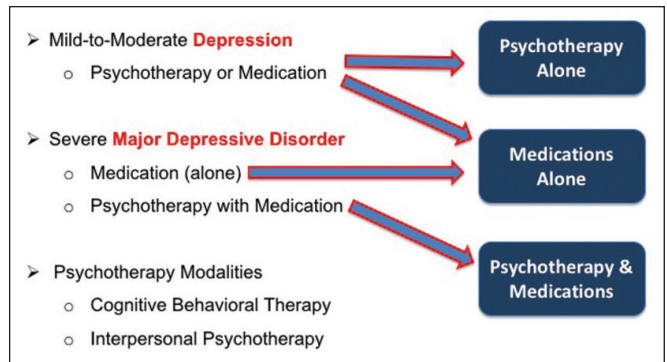 ➢ Mild-to-Moderate Depression
o Psychotherapy or Medication
➢ Severe Major Depressive Disorder
o Medication (alone)
o Psychotherapy with Medication
➢ Psychotherapy Modalities
o Cognitive Behavioral Therapy
o Interpersonal Psychotherapy
Psychotherapy
Alone
Medications
Alone
Psychotherapy &
Medications